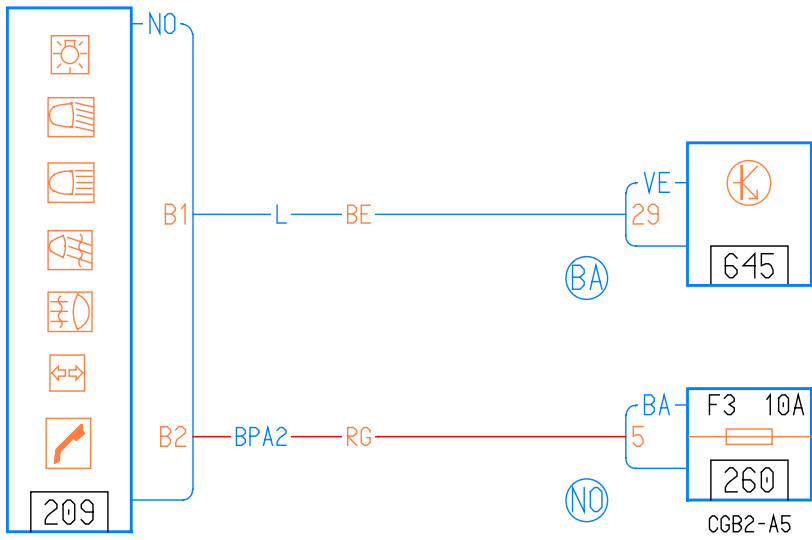 NO
B1 L BE 29 VE
BA
645
B2 BPA2 RG 5 BA
F3 10A
NO
260
209
CGB2-A5